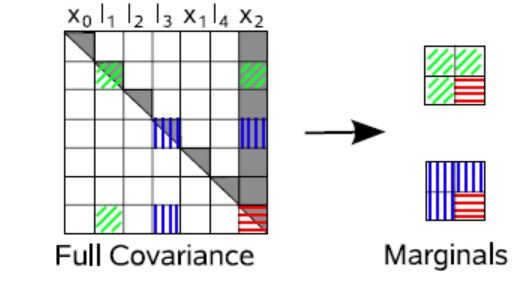 x0 l1 l2 l3 x1 l4 x2
Full Covariance
Marginals